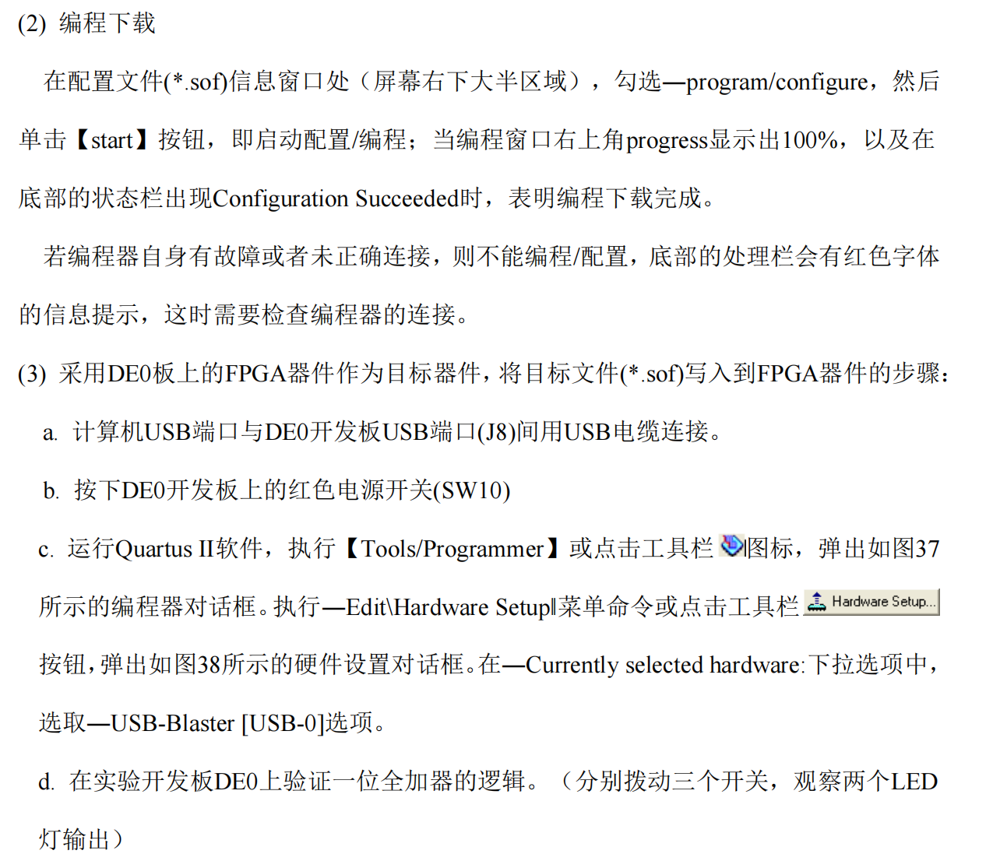 (2) 编程下载
在配置文件(*.sof)信息窗口处（屏幕右下大半区域），勾选—program/configure，然后
单击【start】按钮，即启动配置/编程；当编程窗口右上角progress显示出100%，以及在
底部的状态栏出现Configuration Succeeded时，表明编程下载完成。
若编程器自身有故障或者未正确连接，则不能编程/配置，底部的处理栏会有红色字体
的信息提示，这时需要检查编程器的连接。
(3) 采用DE0板上的FPGA器件作为目标器件，将目标文件(*.sof)写入到FPGA器件的步骤：
a. 计算机USB端口与DE0开发板USB端口(J8)间用USB电缆连接。
b. 按下DE0开发板上的红色电源开关(SW10)
c. 运行Quartus II软件，执行【Tools/Programmer】或点击工具栏图标，弹出如图37
所示的编程器对话框。执行—Edit\Hardware Setup‖菜单命令或点击工具栏 Hardware Setup...
按钮，弹出如图38所示的硬件设置对话框。在—Currently selected hardware:下拉选项中，
选取—USB-Blaster [USB-0]选项。
d. 在实验开发板DE0上验证一位全加器的逻辑。（分别拨动三个开关，观察两个LED
灯输出）